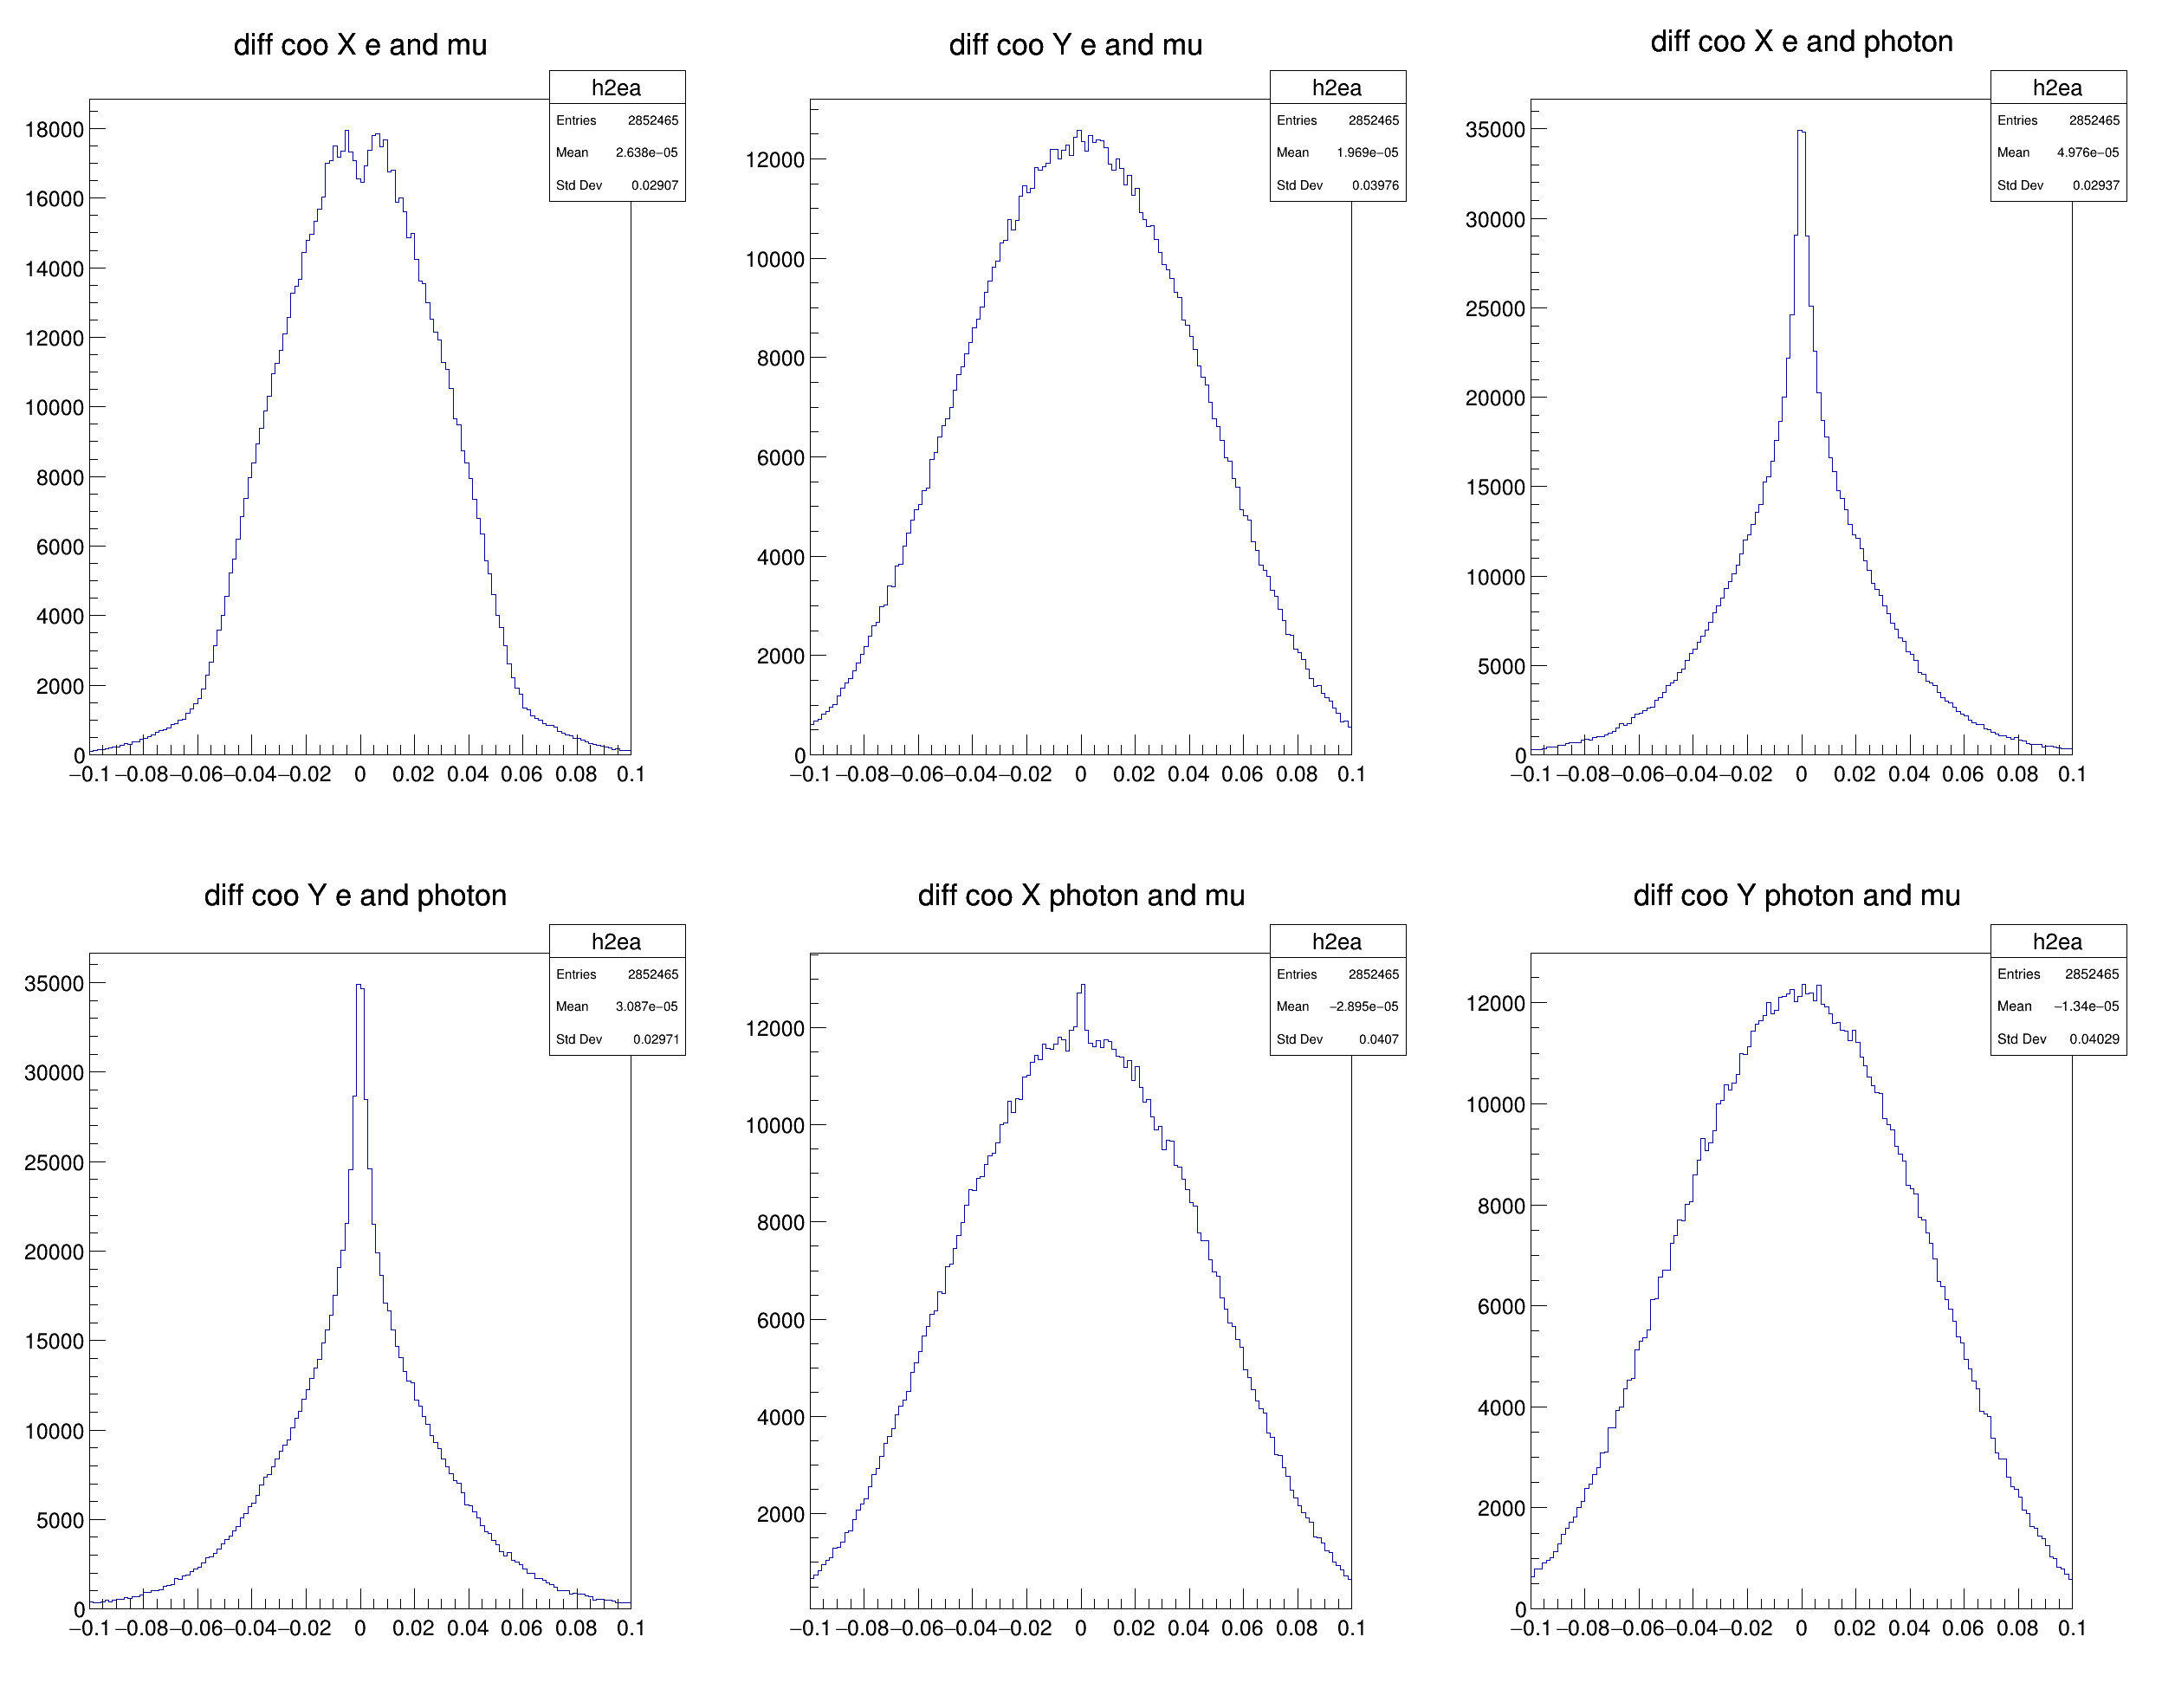 diff coo X e and mu
h2ea
Entries 2852465
Mean 2.638e−05
Std Dev 0.02907
18000
16000
14000
12000
10000
8000
6000
4000
2000
0
−0.1 −0.08 −0.06 −0.04 −0.02 0 0.02 0.04 0.06 0.08 0.1
diff coo Y e and mu
h2ea
Entries 2852465
Mean 1.969e−05
Std Dev 0.03976
12000
10000
8000
6000
4000
2000
0
−0.1 −0.08 −0.06 −0.04 −0.02 0 0.02 0.04 0.06 0.08 0.1
diff coo X e and photon
h2ea
Entries 2852465
Mean 4.976e−05
Std Dev 0.02937
35000
30000
25000
20000
15000
10000
5000
0
−0.1 −0.08 −0.06 −0.04 −0.02 0 0.02 0.04 0.06 0.08 0.1
diff coo Y e and photon
h2ea
Entries 2852465
Mean 3.087e−05
Std Dev 0.02971
35000
30000
25000
20000
15000
10000
5000
0
−0.1 −0.08 −0.06 −0.04 −0.02 0 0.02 0.04 0.06 0.08 0.1
diff coo X photon and mu
h2ea
Entries 2852465
Mean −2.895e−05
Std Dev 0.0407
12000
10000
8000
6000
4000
2000
−0.1 −0.08 −0.06 −0.04 −0.02 0 0.02 0.04 0.06 0.08 0.1
diff coo Y photon and mu
h2ea
Entries 2852465
Mean −1.34e−05
Std Dev 0.04029
12000
10000
8000
6000
4000
2000
0
−0.1 −0.08 −0.06 −0.04 −0.02 0 0.02 0.04 0.06 0.08 0.1